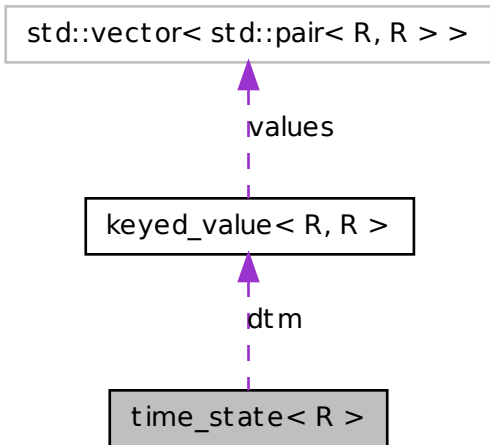 std::vector< std::pair< R, R > >
values
keyed_value< R, R >
dtm
time_state< R >